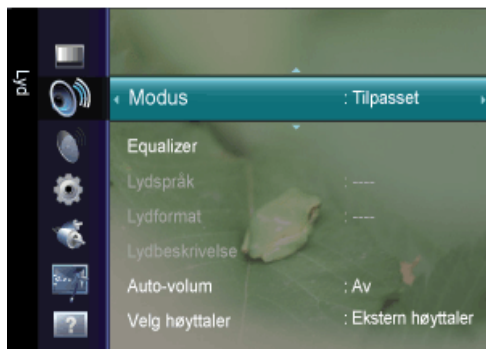 Lyd
Modus : Tilpasset
Equalizer
Lydspråk : ----
Lydformat : ----
Lydbeskrivelse
Auto-volum : Av
Velg høyttaler : Ekstern høyttaler
?